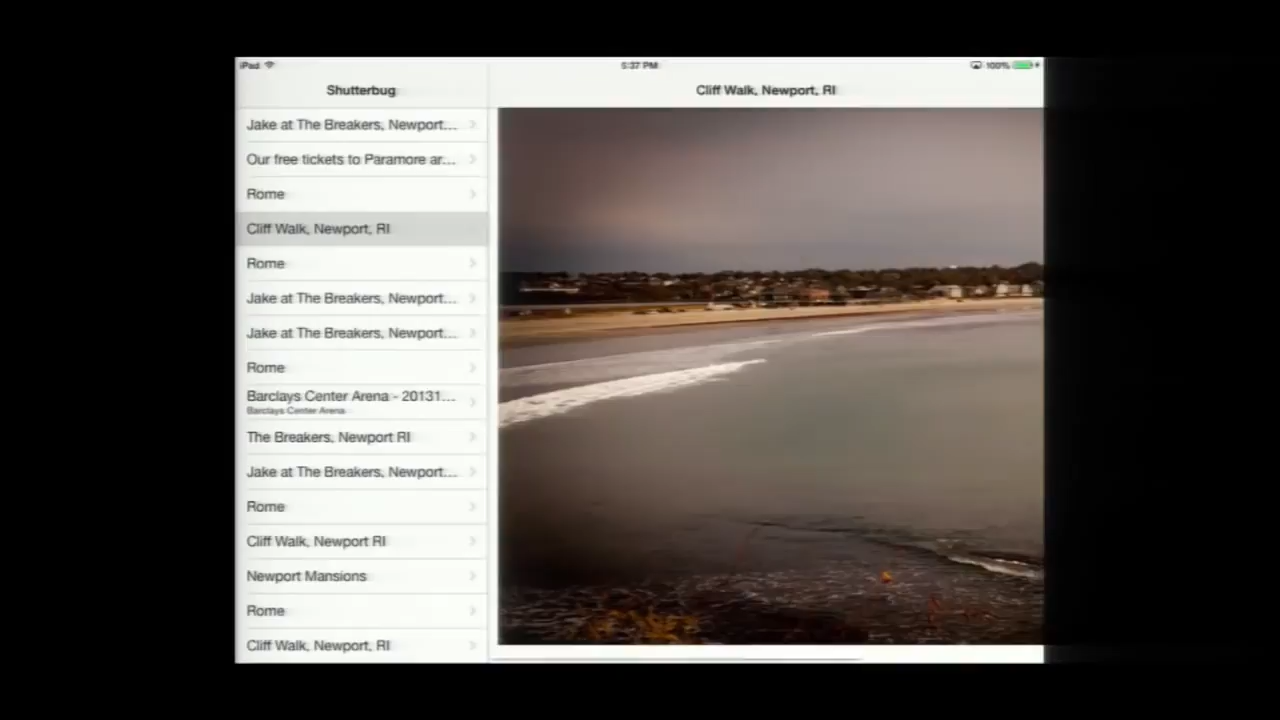 iPad
5:37 PM
100%
Shutterbug
Cliff Walk, Newport, RI
Jake at The Breakers, Newport...
Our free tickets to Paramore ar...
Rome
Cliff Walk, Newport, RI
Rome
Jake at The Breakers, Newport...
Jake at The Breakers, Newport...
Rome
Barclays Center Arena - 20131...
Barclays Center Arena
The Breakers, Newport RI
Jake at The Breakers, Newport...
Rome
Cliff Walk, Newport RI
Newport Mansions
Rome
Cliff Walk, Newport, RI